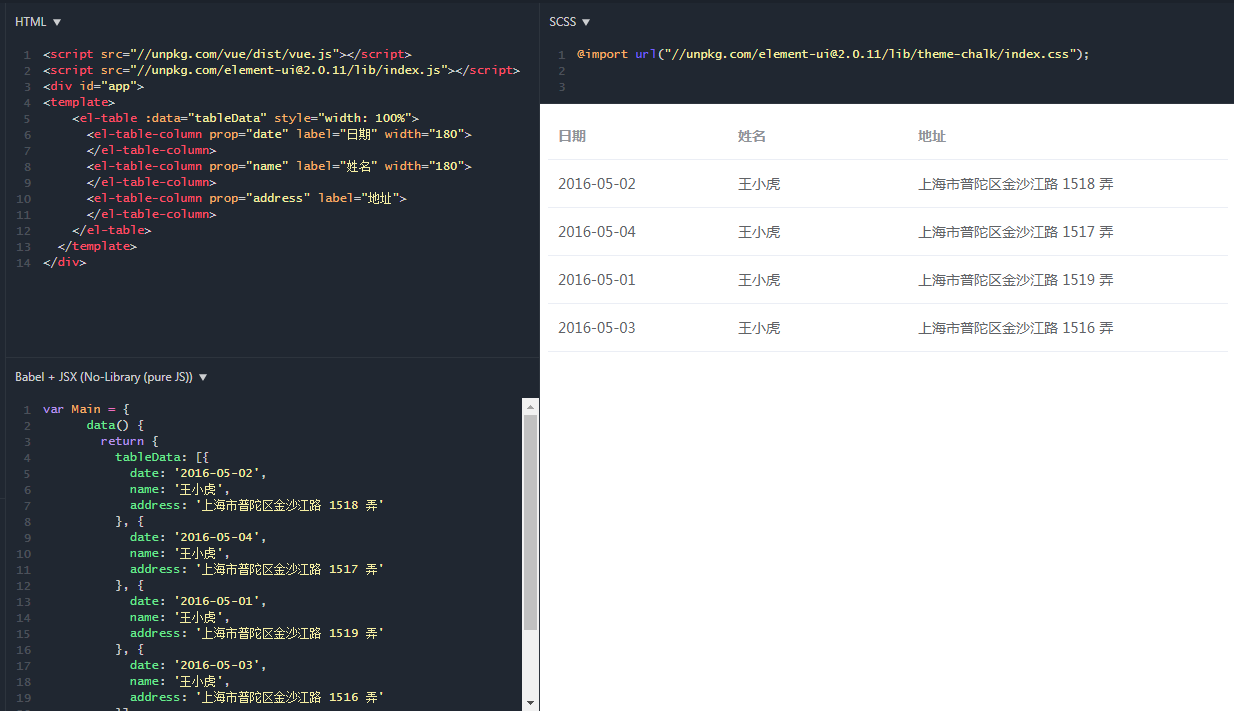 HTML ▼
1 <script src="//unpkg.com/vue/dist/vue.js"></script>
2 <script src="//unpkg.com/element-ui@2.0.11/lib/index.js"></script>
3 <div id="app">
4 <template>
5     <el-table :data="tableData" style="width: 100%">
6       <el-table-column prop="date" label="日期" width="180">
7       </el-table-column>
8       <el-table-column prop="name" label="姓名" width="180">
9       </el-table-column>
10       <el-table-column prop="address" label="地址">
11       </el-table-column>
12     </el-table>
13   </template>
14 </div>
Babel + JSX (No-Library (pure JS)) ▼
1 var Main = {
2       data() {
3         return {
4           tableData: [{
5             date: '2016-05-02',
6             name: '王小虎',
7             address: '上海市普陀区金沙江路 1518 弄'
8           }, {
9             date: '2016-05-04',
10             name: '王小虎',
11             address: '上海市普陀区金沙江路 1517 弄'
12           }, {
13             date: '2016-05-01',
14             name: '王小虎',
15             address: '上海市普陀区金沙江路 1519 弄'
16           }, {
17             date: '2016-05-03',
18             name: '王小虎',
19             address: '上海市普陀区金沙江路 1516 弄'
SCSS ▼
1 @import url("//unpkg.com/element-ui@2.0.11/lib/theme-chalk/index.css");
2
3
日期 姓名 地址
2016-05-02 王小虎 上海市普陀区金沙江路 1518 弄
2016-05-04 王小虎 上海市普陀区金沙江路 1517 弄
2016-05-01 王小虎 上海市普陀区金沙江路 1519 弄
2016-05-03 王小虎 上海市普陀区金沙江路 1516 弄